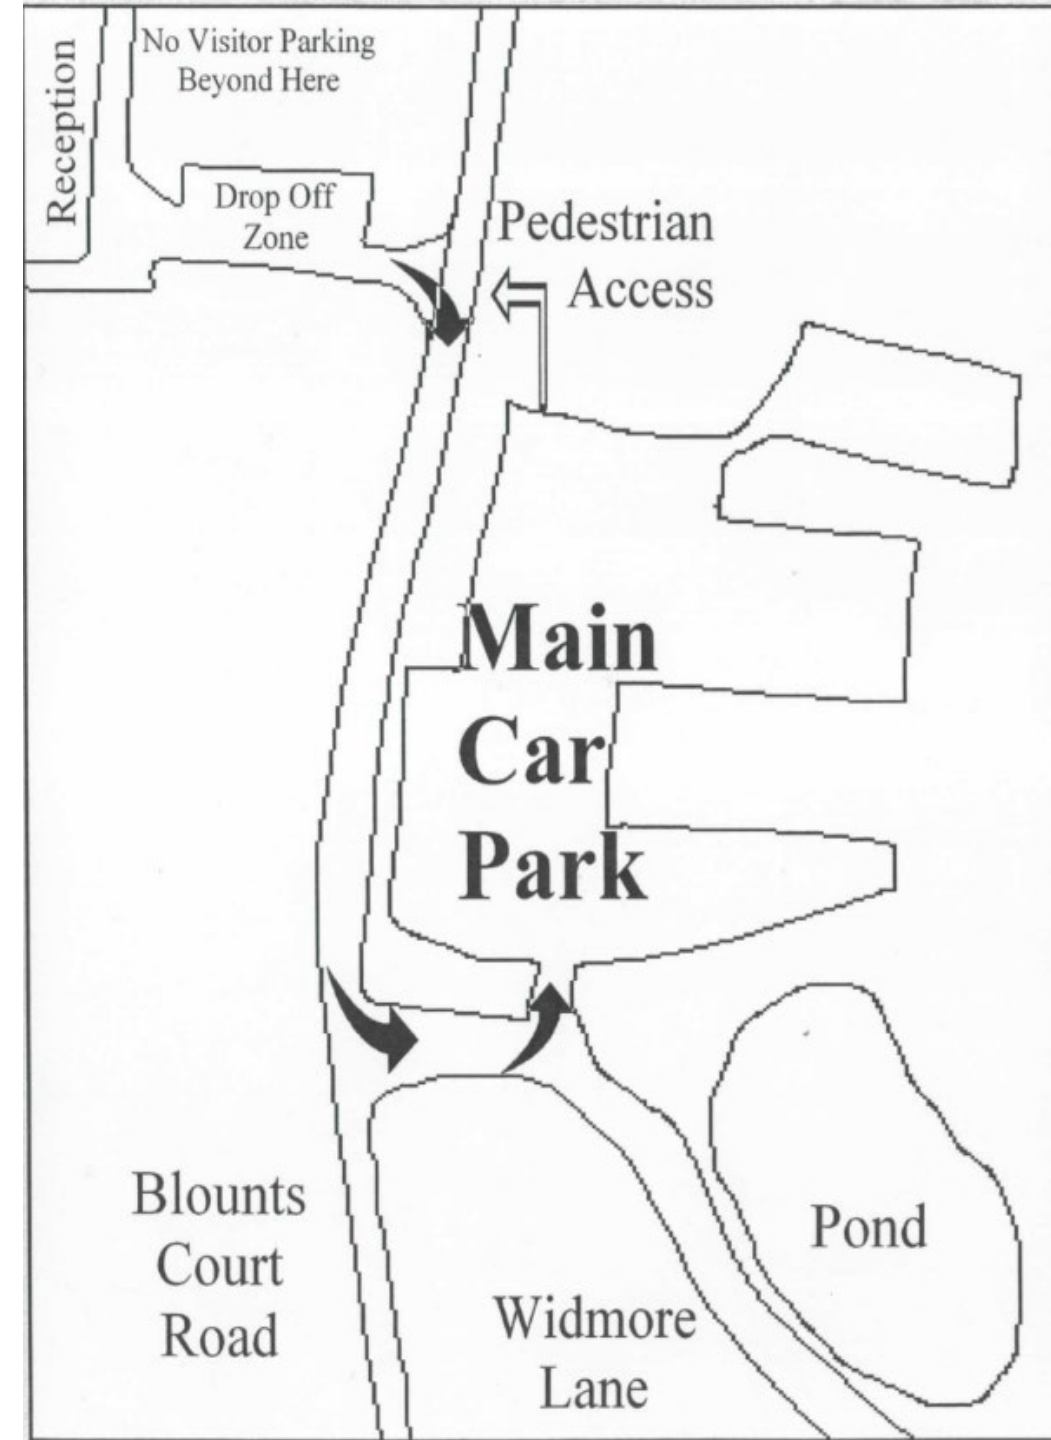 Reception
No Visitor Parking
Beyond Here
Drop Off
Zone
Pedestrian
Access
Main
Car
Park
Blounts
Court
Road
Widmore
Lane
Pond